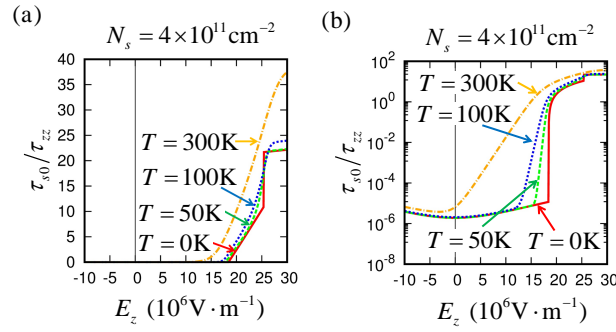 (a)
N_s = 4×10^11 cm^−2
τ_s0/τ_zz
40
35
30
25
20
15
10
5
0
T = 300K
T = 100K
T = 50K
T = 0K
-10 -5 0 5 10 15 20 25 30
E_z (10^6 V · m^−1)
(b)
N_s = 4×10^11 cm^−2
τ_s0/τ_zz
10^2
10^0
10^-2
10^-4
10^-6
10^-8
T = 300K
T = 100K
T = 50K
T = 0K
-10 -5 0 5 10 15 20 25 30
E_z (10^6 V · m^−1)